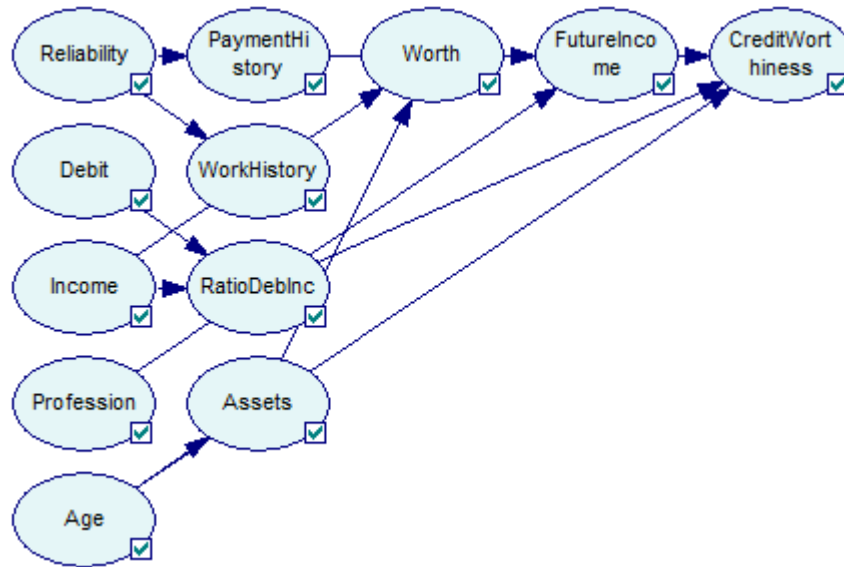 Reliability
PaymentHi
story
Worth
FutureInco
me
CreditWort
hiness
Debit
WorkHistory
Income
RatioDebInc
Profession
Assets
Age